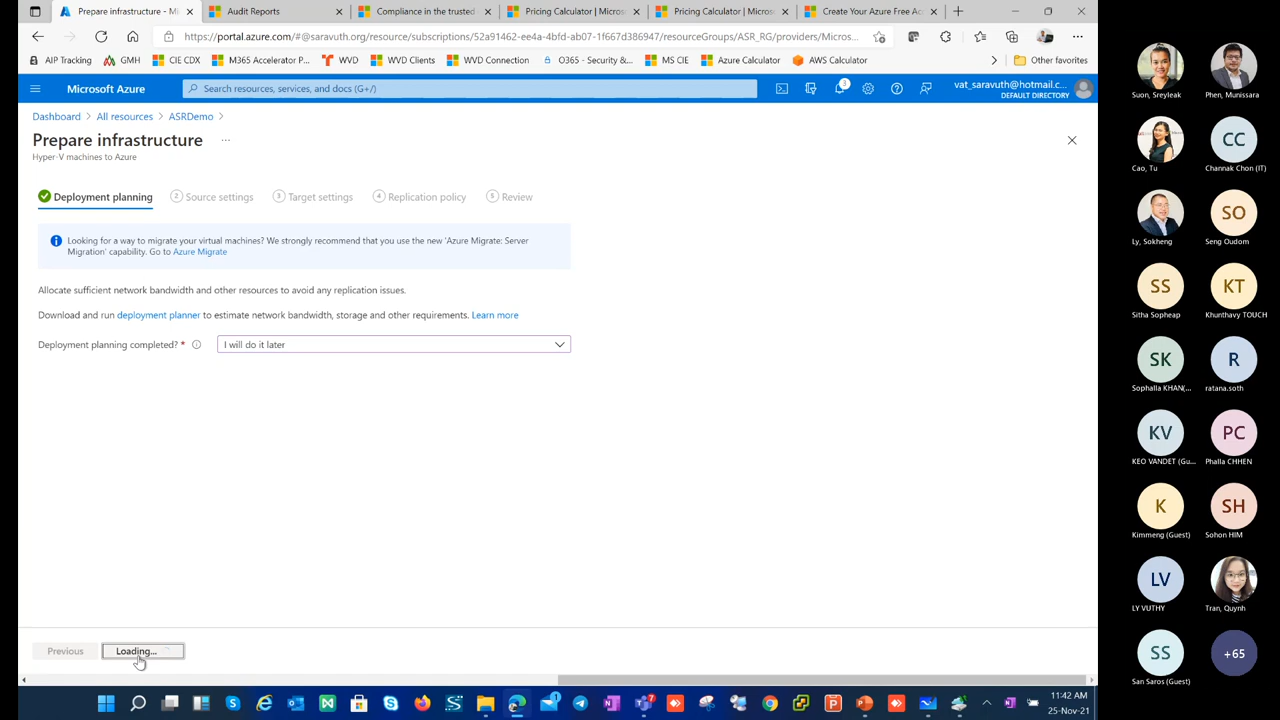 Prepare infrastructure - Mi
Audit Reports
Compliance in the trusted
Pricing Calculator | Microso
Pricing Calculator | Microso
Create Your Azure Free Acc
https://portal.azure.com/#@saravuth.org/resource/subscriptions/52a91462-ee4a-4bfd-ab07-1f667d386947/resourceGroups/ASR_RG/providers/Micros...
AIP Tracking
GMH
CIE CDX
M365 Accelerator P...
WVD
WVD Clients
WVD Connection
O365 - Security &...
MS CIE
Azure Calculator
AWS Calculator
Other favorites
Microsoft Azure
Search resources, services, and docs (G+/)
3
vat_saravuth@hotmail.c...
DEFAULT DIRECTORY
Dashboard > All resources > ASRDemo >
Prepare infrastructure ...
Hyper-V machines to Azure
Deployment planning
2 Source settings
3 Target settings
4 Replication policy
5 Review
Looking for a way to migrate your virtual machines? We strongly recommend that you use the new 'Azure Migrate: Server
Migration' capability. Go to Azure Migrate
Allocate sufficient network bandwidth and other resources to avoid any replication issues.
Download and run deployment planner to estimate network bandwidth, storage and other requirements. Learn more
Deployment planning completed? *
I will do it later
Previous
Loading...
11:42 AM
25-Nov-21
Suon, Sreyleak
Phen, Munissara
Cao, Tu
CC
Channak Chon (IT)
Ly, Sokheng
SO
Seng Oudom
SS
Sitha Sopheap
KT
Khunthavy TOUCH
SK
Sophalla KHAN(...
R
ratana.soth
KV
KEO VANDET (Gu...
PC
Phalla CHHEN
K
Kimmeng (Guest)
SH
Sohon HIM
LV
LY VUTHY
Tran, Quynh
SS
San Saros (Guest)
+65